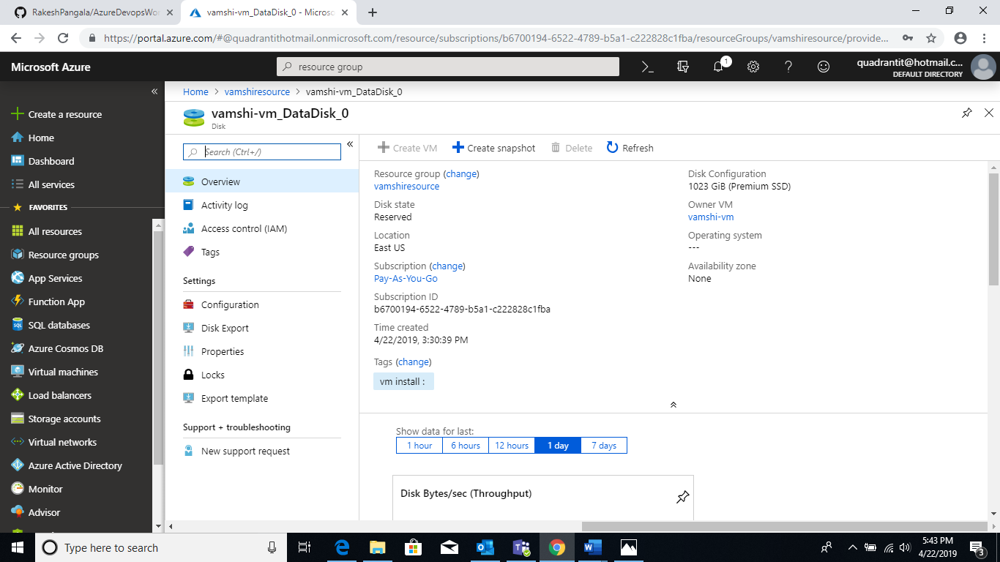 RakeshPangala/AzureDevopsWor
vamshi-vm_DataDisk_0 - Microso
https://portal.azure.com/#@quadrantithotmail.onmicrosoft.com/resource/subscriptions/b6700194-6522-4789-b5a1-c222828c1fba/resourceGroups/vamshiresource/provide...
Microsoft Azure
resource group
1
quadrantit@hotmail.c...
DEFAULT DIRECTORY
Create a resource
Home
Dashboard
All services
FAVORITES
All resources
Resource groups
App Services
Function App
SQL databases
Azure Cosmos DB
Virtual machines
Load balancers
Storage accounts
Virtual networks
Azure Active Directory
Monitor
Advisor
Home > vamshiresource > vamshi-vm_DataDisk_0
vamshi-vm_DataDisk_0
Disk
Search (Ctrl+/)
Overview
Activity log
Access control (IAM)
Tags
Settings
Configuration
Disk Export
Properties
Locks
Export template
Support + troubleshooting
New support request
Create VM
Create snapshot
Delete
Refresh
Resource group (change)
vamshiresource
Disk state
Reserved
Location
East US
Subscription (change)
Pay-As-You-Go
Subscription ID
b6700194-6522-4789-b5a1-c222828c1fba
Time created
4/22/2019, 3:30:39 PM
Tags (change)
vm install :
Disk Configuration
1023 GiB (Premium SSD)
Owner VM
vamshi-vm
Operating system
---
Availability zone
None
Show data for last:
1 hour
6 hours
12 hours
1 day
7 days
Disk Bytes/sec (Throughput)
Type here to search
5:43 PM
4/22/2019
3